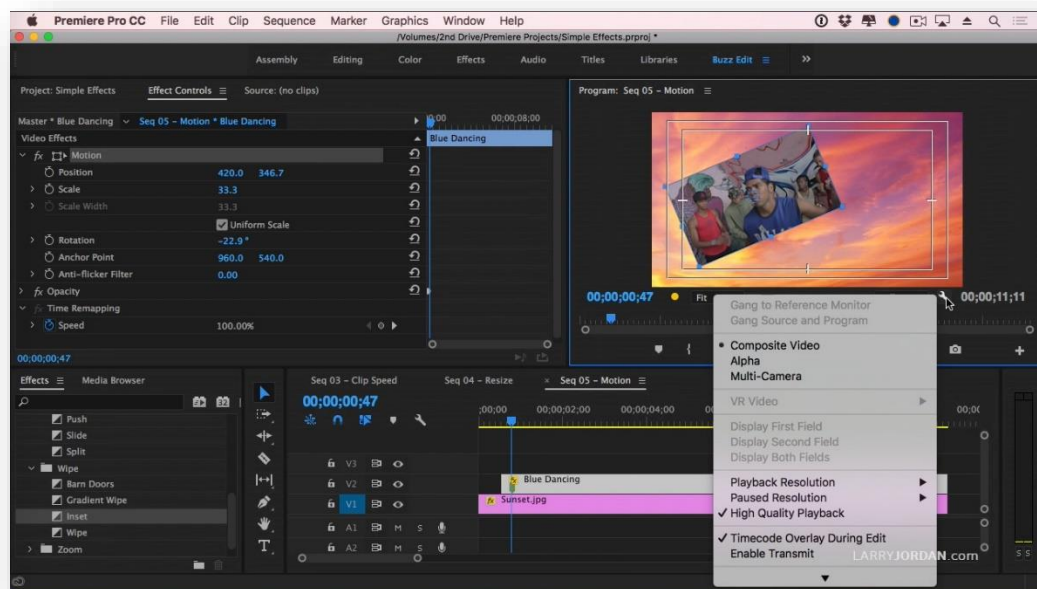 Premiere Pro CC File Edit Clip Sequence Marker Graphics Window Help
/Volumes/2nd Drive/Premiere Projects/Simple Effects.prproj *
Assembly Editing Color Effects Audio Titles Libraries Buzz Edit
Project: Simple Effects Effect Controls Source: (no clips)
Program: Seq 05 – Motion
Master * Blue Dancing Seq 05 – Motion * Blue Dancing
00;00;08;00
Video Effects
Blue Dancing
fx Motion
Position 420.0 346.7
Scale 33.3
Scale Width 33.3
Uniform Scale
Rotation -22.9 °
Anchor Point 960.0 540.0
Anti-flicker Filter 0.00
fx Opacity
Time Remapping
Speed 100.00%
00;00;00;47
00;00;00;47 Fit 00;00;11;11
Gang to Reference Monitor
Gang Source and Program
Composite Video
Alpha
Multi-Camera
VR Video
Display First Field
Display Second Field
Display Both Fields
Playback Resolution
Paused Resolution
High Quality Playback
Timecode Overlay During Edit
Enable Transmit
Effects Media Browser
Push
Slide
Split
Wipe
Barn Doors
Gradient Wipe
Inset
Wipe
Zoom
Seq 03 – Clip Speed Seq 04 – Resize × Seq 05 – Motion
00;00;00;47
;00;00 00;00;02;00 00;00;04;00
V3
V2 Blue Dancing
V1 fx Sunset.jpg
A1 M S
A2 M S
S S
LARRYJORDAN.com